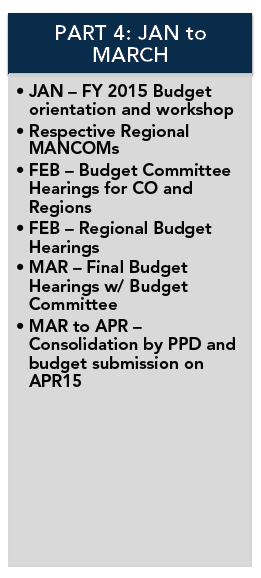 PART 4: JAN to
MARCH
• JAN – FY 2015 Budget
orientation and workshop
• Respective Regional
MANCOMs
• FEB – Budget Committee
Hearings for CO and
Regions
• FEB – Regional Budget
Hearings
• MAR – Final Budget
Hearings w/ Budget
Committee
• MAR to APR –
Consolidation by PPD and
budget submission on
APR15